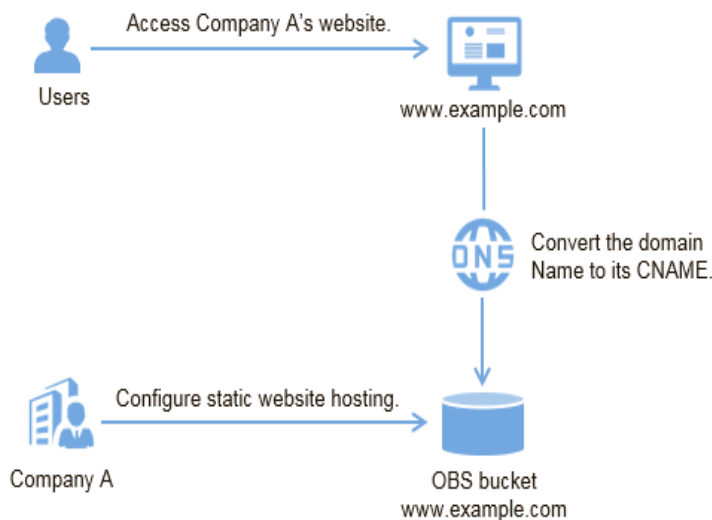 Access Company A's website.
Users
www.example.com
DNS
Convert the domain
Name to its CNAME.
Configure static website hosting.
Company A
OBS bucket
www.example.com